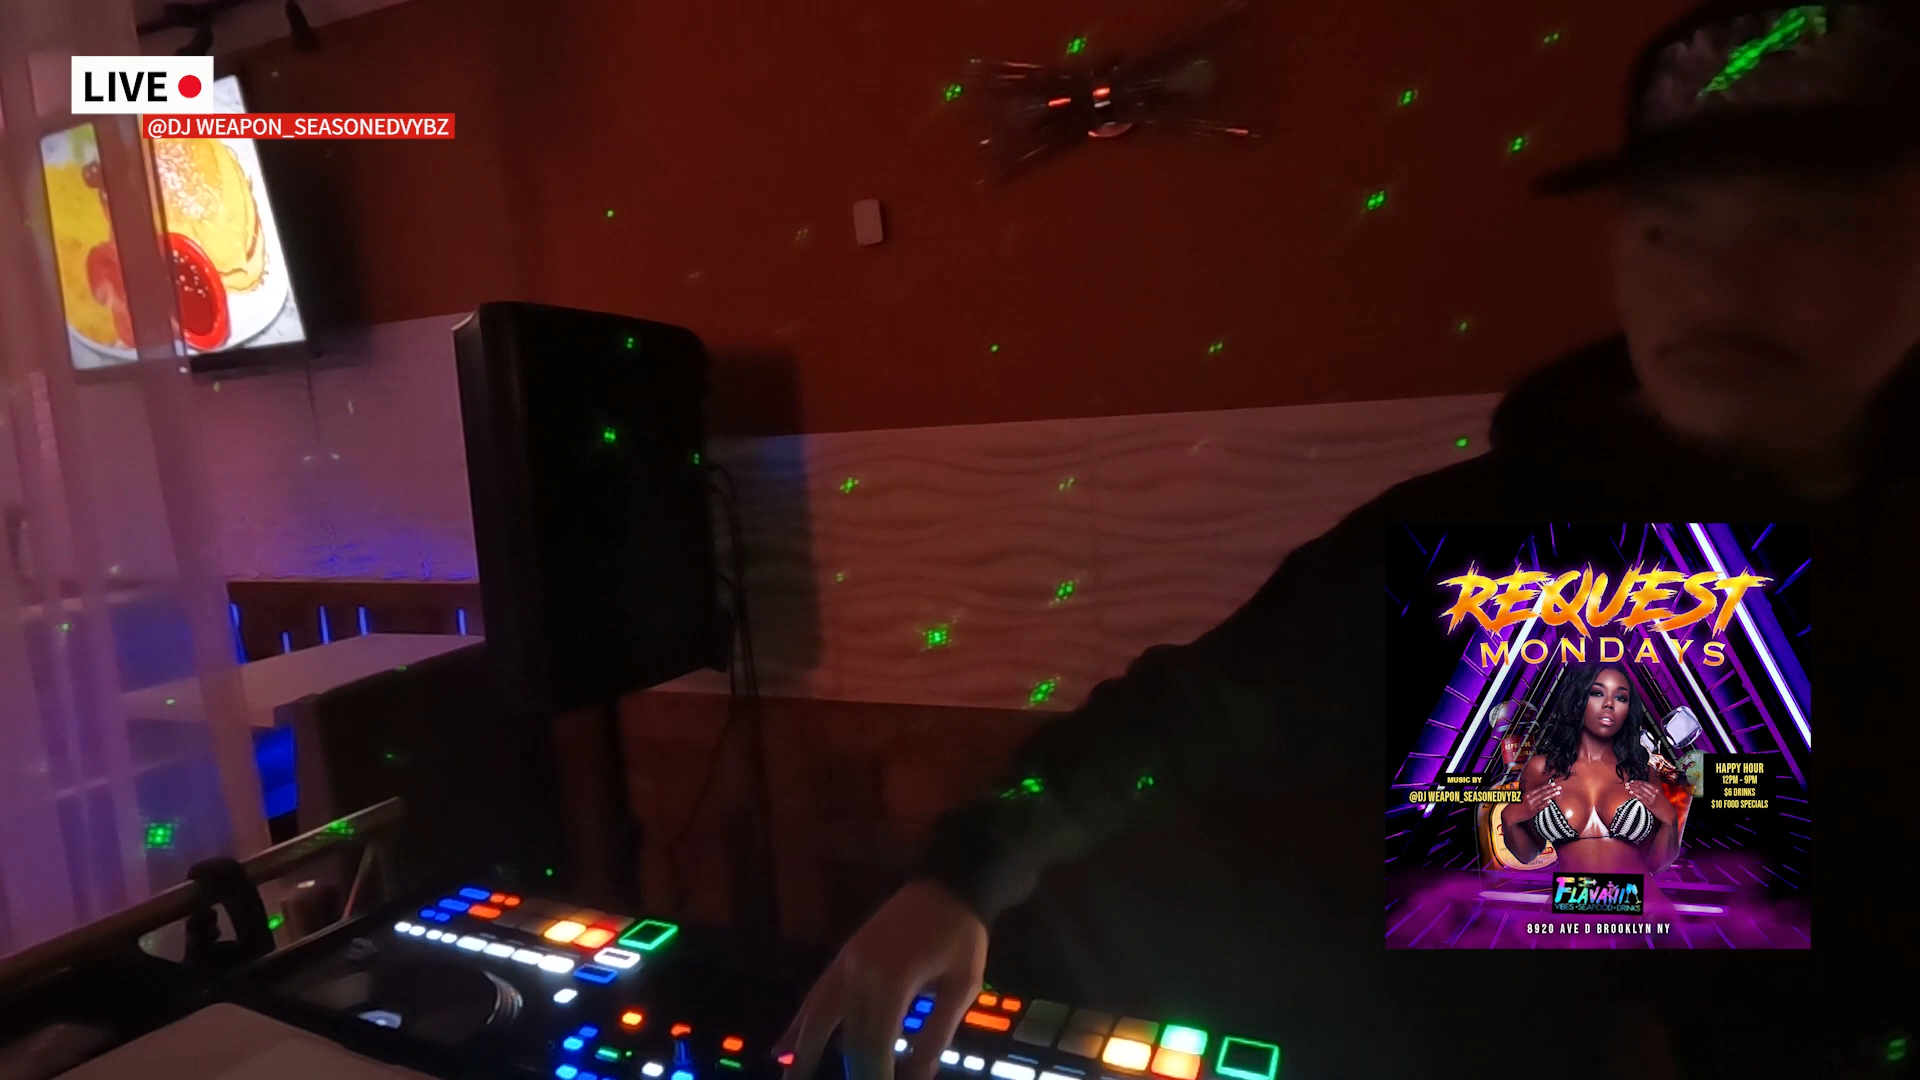 LIVE
@DJ WEAPON_SEASONEDVYBZ
REQUEST
MONDAYS
MUSIC BY
@DJ WEAPON_SEASONEDVYBZ
HAPPY HOUR
12PM - 9PM
$6 DRINKS
$10 FOOD SPECIALS
VIBES • SEAFOOD • DRINKS
8920 AVE D BROOKLYN NY